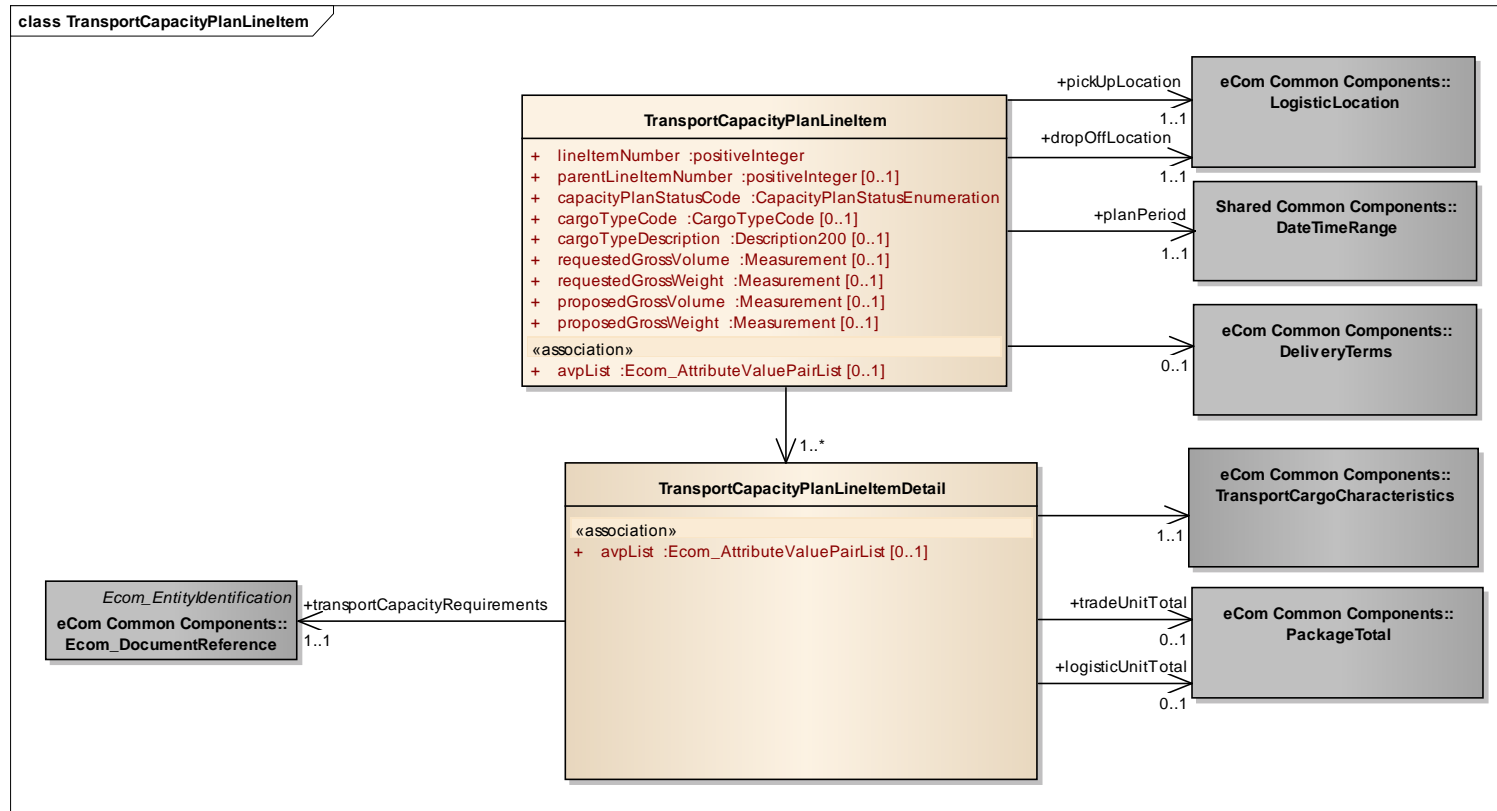 class TransportCapacityPlanLineItem
TransportCapacityPlanLineItem
+ lineItemNumber :positiveInteger
+ parentLineItemNumber :positiveInteger [0..1]
+ capacityPlanStatusCode :CapacityPlanStatusEnumeration
+ cargoTypeCode :CargoTypeCode [0..1]
+ cargoTypeDescription :Description200 [0..1]
+ requestedGrossVolume :Measurement [0..1]
+ requestedGrossWeight :Measurement [0..1]
+ proposedGrossVolume :Measurement [0..1]
+ proposedGrossWeight :Measurement [0..1]
«association»
+ avpList :Ecom_AttributeValuePairList [0..1]
+pickUpLocation
1..1
+dropOffLocation
1..1
eCom Common Components::
LogisticLocation
+planPeriod
1..1
Shared Common Components::
DateTimeRange
0..1
eCom Common Components::
DeliveryTerms
1..*
TransportCapacityPlanLineItemDetail
«association»
+ avpList :Ecom_AttributeValuePairList [0..1]
1..1
eCom Common Components::
TransportCargoCharacteristics
+tradeUnitTotal
0..1
+logisticUnitTotal
0..1
eCom Common Components::
PackageTotal
+transportCapacityRequirements
1..1
Ecom_EntityIdentification
eCom Common Components::
Ecom_DocumentReference